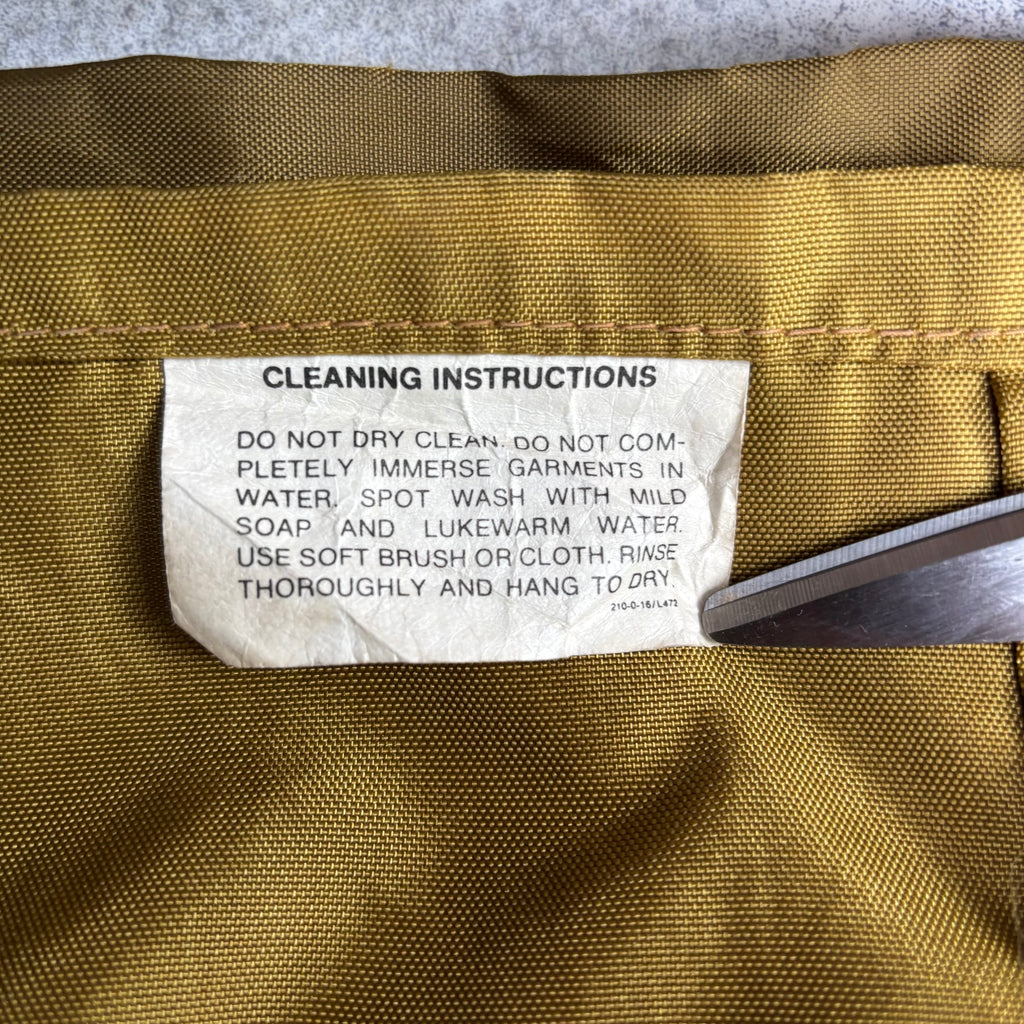 CLEANING INSTRUCTIONS
DO NOT DRY CLEAN. DO NOT COM-
PLETELY IMMERSE GARMENTS IN
WATER. SPOT WASH WITH MILD
SOAP AND LUKEWARM WATER.
USE SOFT BRUSH OR CLOTH. RINSE
THOROUGHLY AND HANG TO DRY.
210-0-16/L472